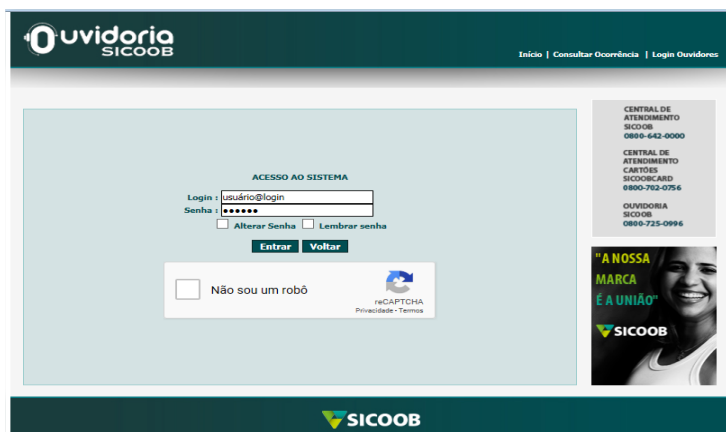 Ouvidoria
SICOOB
Início | Consultar Ocorrência | Login Ouvidores
ACESSO AO SISTEMA
Login : usuário@login
Senha : ●●●●●●
Alterar Senha Lembrar senha
Entrar Voltar
Não sou um robô
reCAPTCHA
Privacidade - Termos
CENTRAL DE
ATENDIMENTO
SICOOB
0800-642-0000
CENTRAL DE
ATENDIMENTO
CARTÕES
SICOOBCARD
0800-702-0756
OUVIDORIA
SICOOB
0800-725-0996
"A NOSSA
MARCA
É A UNIÃO"
SICOOB
SICOOB